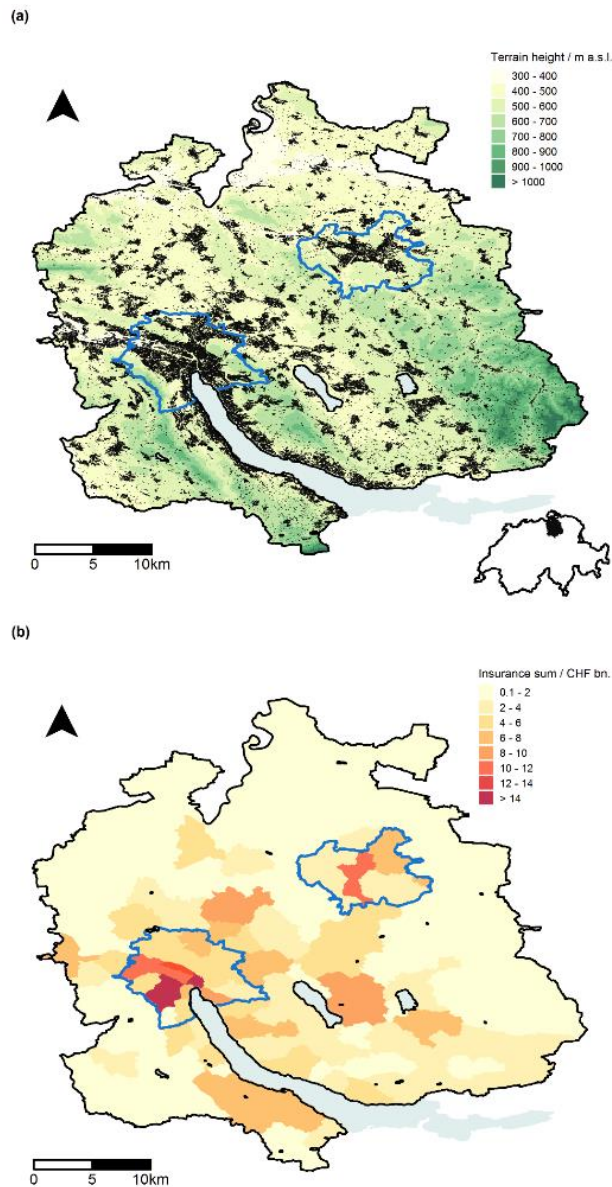 (a)
Terrain height / m a.s.l.
300 - 400
400 - 500
500 - 600
600 - 700
700 - 800
800 - 900
900 - 1000
> 1000
0 5 10km
(b)
Insurance sum / CHF bn.
0.1 - 2
2 - 4
4 - 6
6 - 8
8 - 10
10 - 12
12 - 14
> 14
0 5 10km